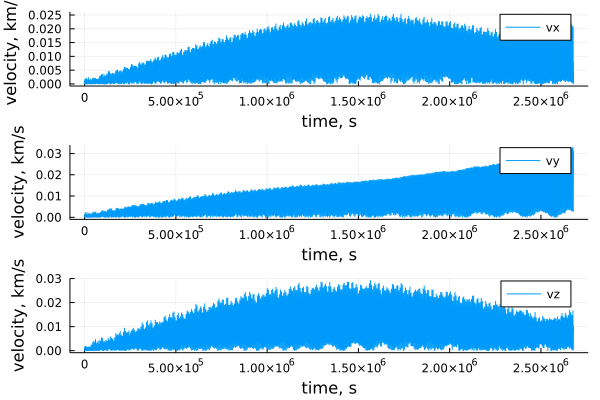 velocity, km/
0.025
0.020
0.015
0.010
0.005
0.000
vx
0 5.00×10⁵ 1.00×10⁶ 1.50×10⁶ 2.00×10⁶ 2.50×10⁶
time, s
velocity, km/s
0.03
0.02
0.01
0.00
vy
0 5.00×10⁵ 1.00×10⁶ 1.50×10⁶ 2.00×10⁶ 2.50×10⁶
time, s
velocity, km/s
0.03
0.02
0.01
0.00
vz
0 5.00×10⁵ 1.00×10⁶ 1.50×10⁶ 2.00×10⁶ 2.50×10⁶
time, s